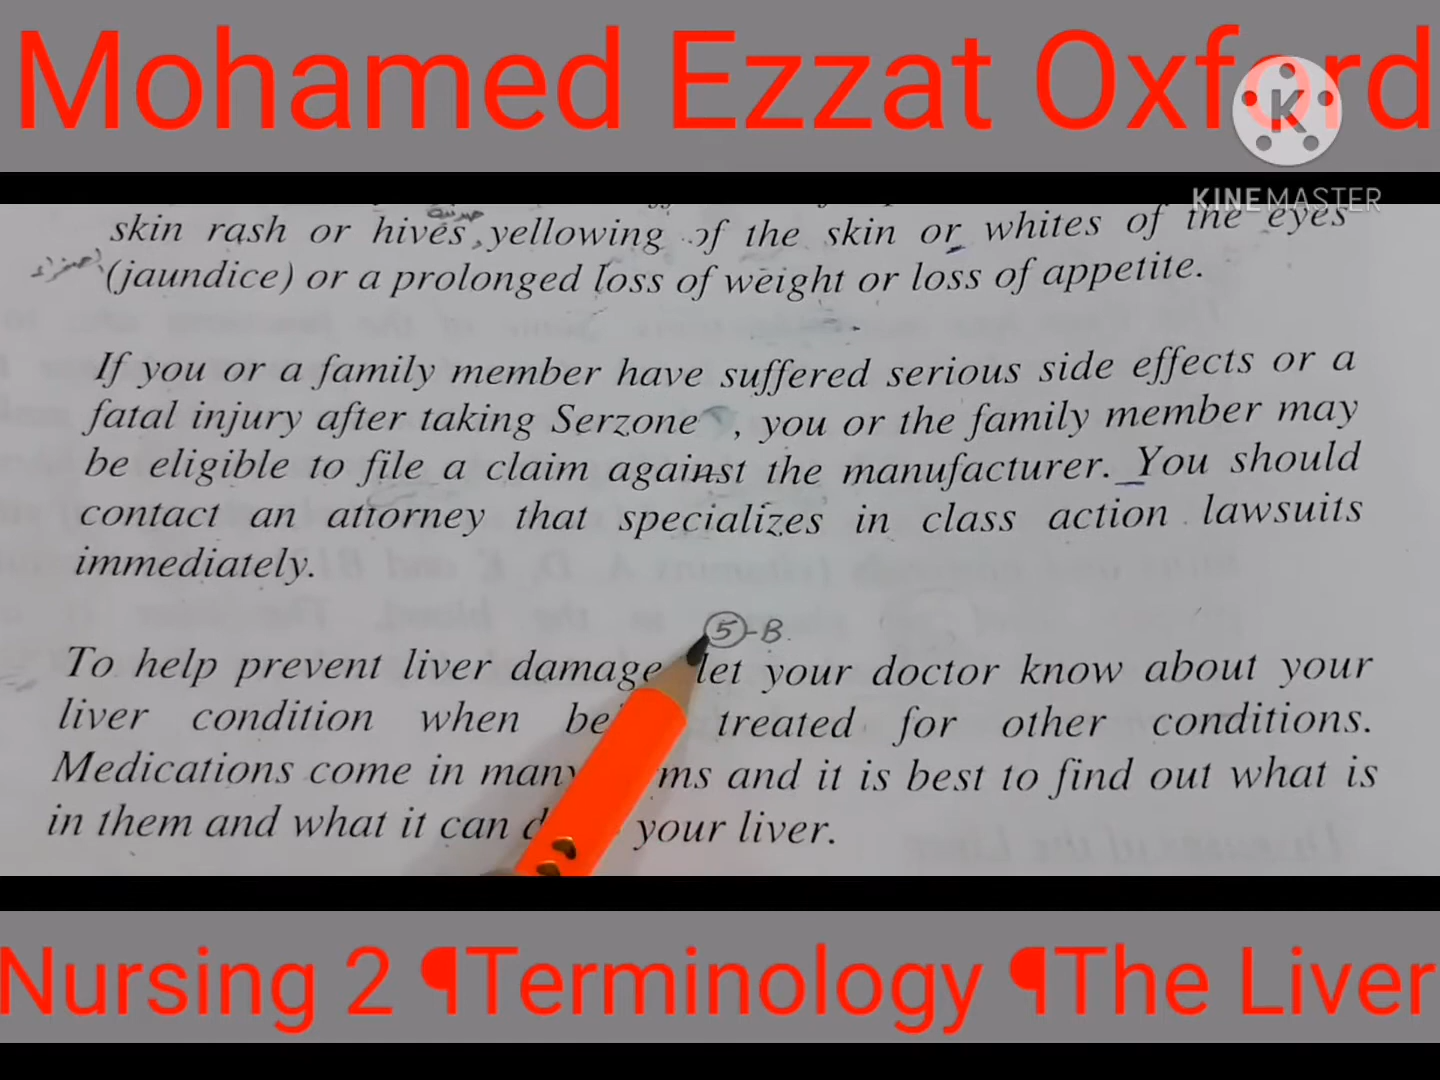 Mohamed Ezzat Oxford
K
KINEMASTER
skin rash or hives, yellowing of the skin or whites of the eyes
(jaundice) or a prolonged loss of weight or loss of appetite.
If you or a family member have suffered serious side effects or a
fatal injury after taking Serzone , you or the family member may
be eligible to file a claim against the manufacturer. You should
contact an attorney that specializes in class action lawsuits
immediately.
5-B.
To help prevent liver damage let your doctor know about your
liver condition when treated for other conditions.
Medications come in many and it is best to find out what is
in them and what it can your liver.
Nursing 2 ¶Terminology ¶The Liver